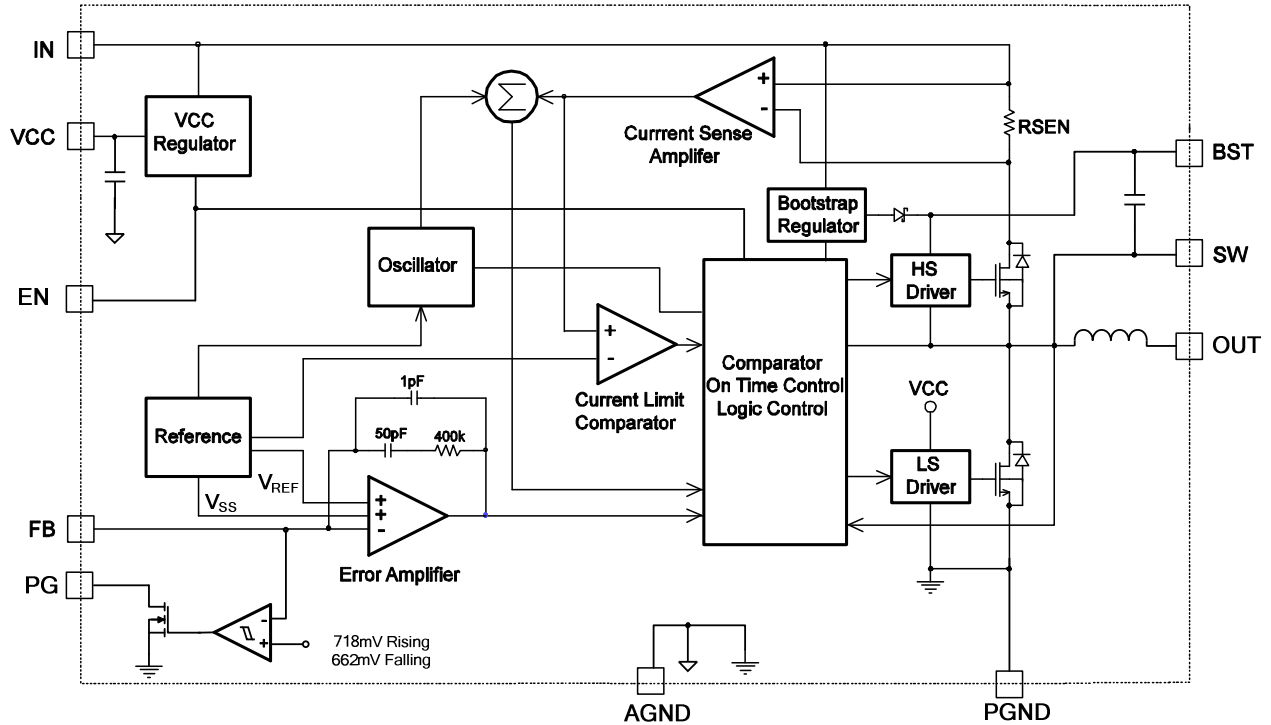 IN
VCC
Regulator
VCC
Σ
+
-
Currrent Sense
Amplifer
RSEN
BST
Bootstrap
Regulator
Oscillator
HS
Driver
SW
EN
+
-
Current Limit
Comparator
Comparator
On Time Control
Logic Control
OUT
VCC
1pF
50pF
400k
Reference
VREF
VSS
LS
Driver
+
+
-
FB
Error Amplifier
PG
-
+
718mV Rising
662mV Falling
AGND
PGND